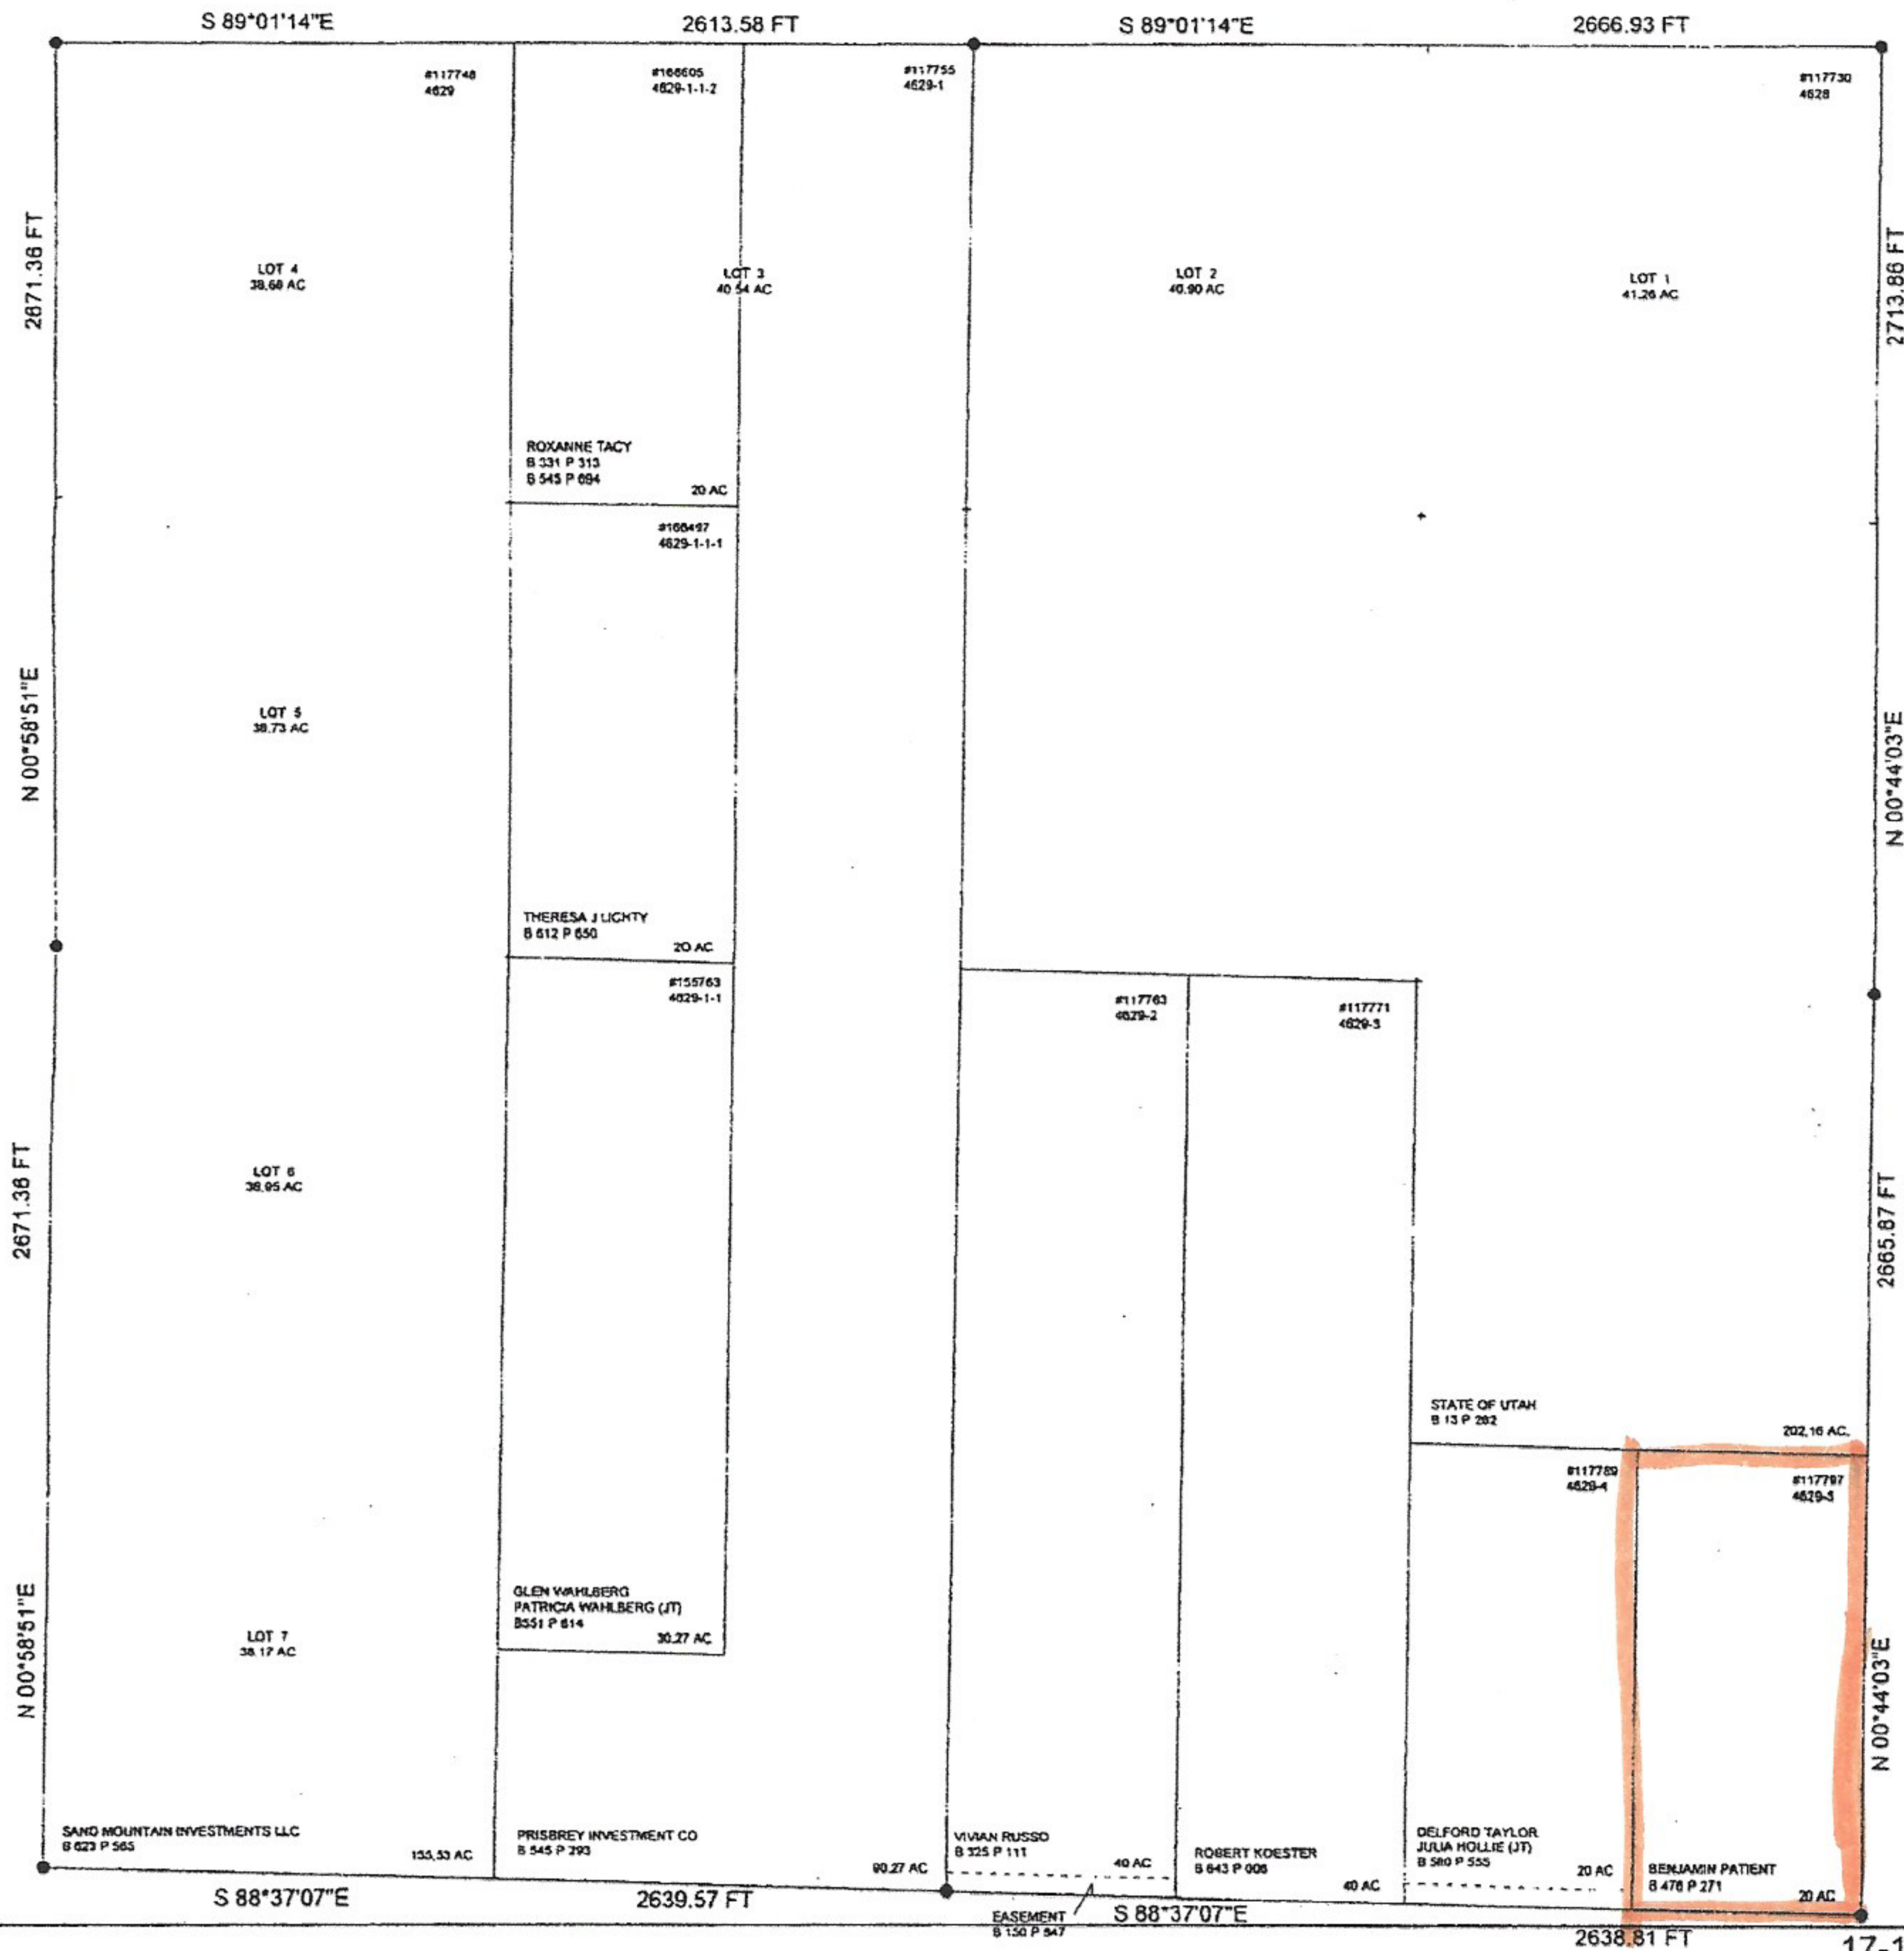 S 89°01'14"E 2613.58 FT S 89°01'14"E 2666.93 FT
#117748
4629
#166605
4629-1-1-2
#117755
4629-1
#117730
4628
2671.36 FT
LOT 4
38.68 AC
LOT 3
40.54 AC
LOT 2
40.90 AC
LOT 1
41.26 AC
2713.86 FT
ROXANNE TACY
B 331 P 313
B 545 P 694
20 AC
#166497
4629-1-1-1
N 00°58'51"E
LOT 5
38.73 AC
N 00°44'03"E
THERESA J LICHTY
B 612 P 650
20 AC
#155763
4629-1-1
#117763
4629-2
#117771
4629-3
2671.36 FT
LOT 6
38.95 AC
2665.87 FT
STATE OF UTAH
B 13 P 282
202.16 AC.
#117789
4629-4
#117797
4629-5
N 00°58'51"E
LOT 7
38.17 AC
GLEN WAHLBERG
PATRICIA WAHLBERG (JT)
B551 P 614
30.27 AC
N 00°44'03"E
SAND MOUNTAIN INVESTMENTS LLC
B 623 P 565
155.53 AC
PRISBREY INVESTMENT CO
B 545 P 293
90.27 AC
VIVIAN RUSSO
B 325 P 111
40 AC
ROBERT KOESTER
B 643 P 006
40 AC
DELFORD TAYLOR
JULIA HOLLIE (JT)
B 580 P 555
20 AC
BENJAMIN PATIENT
B 476 P 271
20 AC
S 88°37'07"E 2639.57 FT
EASEMENT
B 150 P 547
S 88°37'07"E
2638.81 FT
17-1